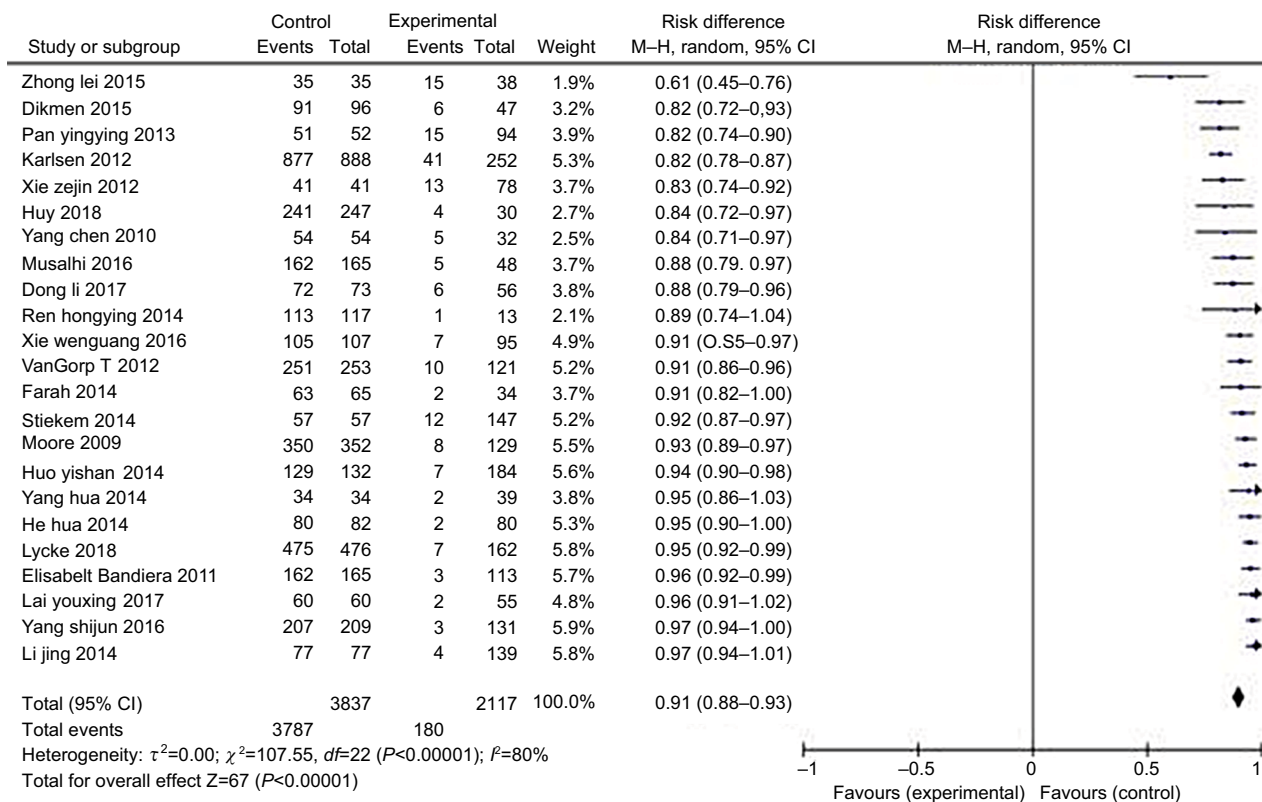 Control Experimental Risk difference Risk difference
Study or subgroup Events Total Events Total Weight M–H, random, 95% CI M–H, random, 95% CI
Zhong lei 2015 35 35 15 38 1.9% 0.61 (0.45–0.76)
Dikmen 2015 91 96 6 47 3.2% 0.82 (0.72–0,93)
Pan yingying 2013 51 52 15 94 3.9% 0.82 (0.74–0.90)
Karlsen 2012 877 888 41 252 5.3% 0.82 (0.78–0.87)
Xie zejin 2012 41 41 13 78 3.7% 0.83 (0.74–0.92)
Huy 2018 241 247 4 30 2.7% 0.84 (0.72–0.97)
Yang chen 2010 54 54 5 32 2.5% 0.84 (0.71–0.97)
Musalhi 2016 162 165 5 48 3.7% 0.88 (0.79. 0.97)
Dong li 2017 72 73 6 56 3.8% 0.88 (0.79–0.96)
Ren hongying 2014 113 117 1 13 2.1% 0.89 (0.74–1.04)
Xie wenguang 2016 105 107 7 95 4.9% 0.91 (O.S5–0.97)
VanGorp T 2012 251 253 10 121 5.2% 0.91 (0.86–0.96)
Farah 2014 63 65 2 34 3.7% 0.91 (0.82–1.00)
Stiekem 2014 57 57 12 147 5.2% 0.92 (0.87–0.97)
Moore 2009 350 352 8 129 5.5% 0.93 (0.89–0.97)
Huo yishan 2014 129 132 7 184 5.6% 0.94 (0.90–0.98)
Yang hua 2014 34 34 2 39 3.8% 0.95 (0.86–1.03)
He hua 2014 80 82 2 80 5.3% 0.95 (0.90–1.00)
Lycke 2018 475 476 7 162 5.8% 0.95 (0.92–0.99)
Elisabelt Bandiera 2011 162 165 3 113 5.7% 0.96 (0.92–0.99)
Lai youxing 2017 60 60 2 55 4.8% 0.96 (0.91–1.02)
Yang shijun 2016 207 209 3 131 5.9% 0.97 (0.94–1.00)
Li jing 2014 77 77 4 139 5.8% 0.97 (0.94–1.01)
Total (95% CI) 3837 2117 100.0% 0.91 (0.88–0.93)
Total events 3787 180
Heterogeneity: τ²=0.00; χ²=107.55, df=22 (P<0.00001); I²=80%
Total for overall effect Z=67 (P<0.00001)
–1 –0.5 0 0.5 1
Favours (experimental) Favours (control)